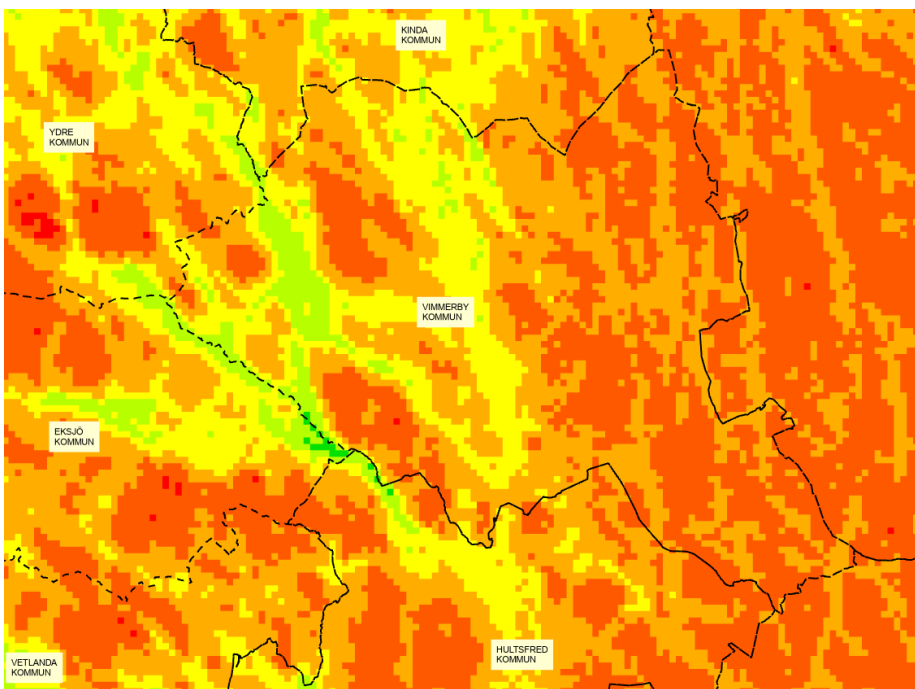 KINDA
KOMMUN
YDRE
KOMMUN
VIMMERBY
KOMMUN
EKSJÖ
KOMMUN
HULTSFRED
KOMMUN
VETLANDA
KOMMUN